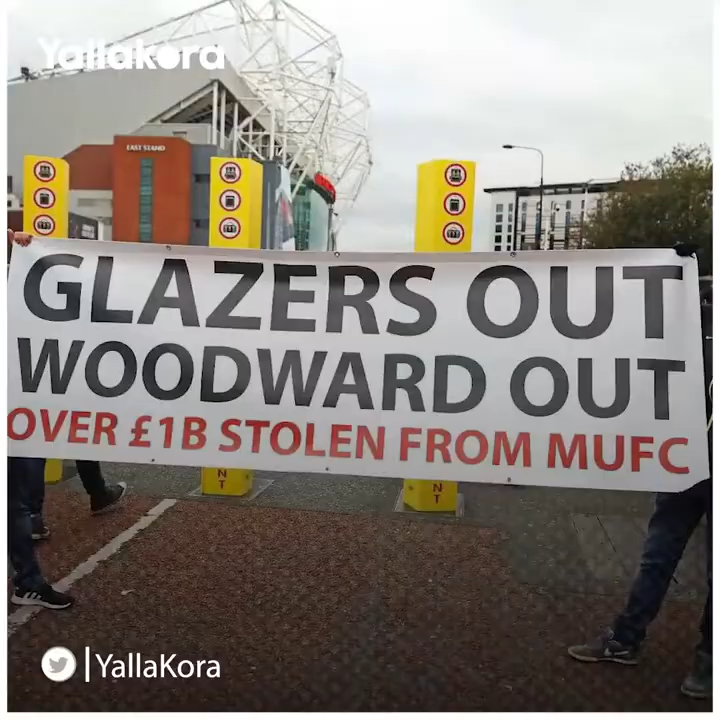 Yallakora
EAST STAND
GLAZERS OUT
WOODWARD OUT
OVER £1B STOLEN FROM MUFC
N
T
N
T
YallaKora